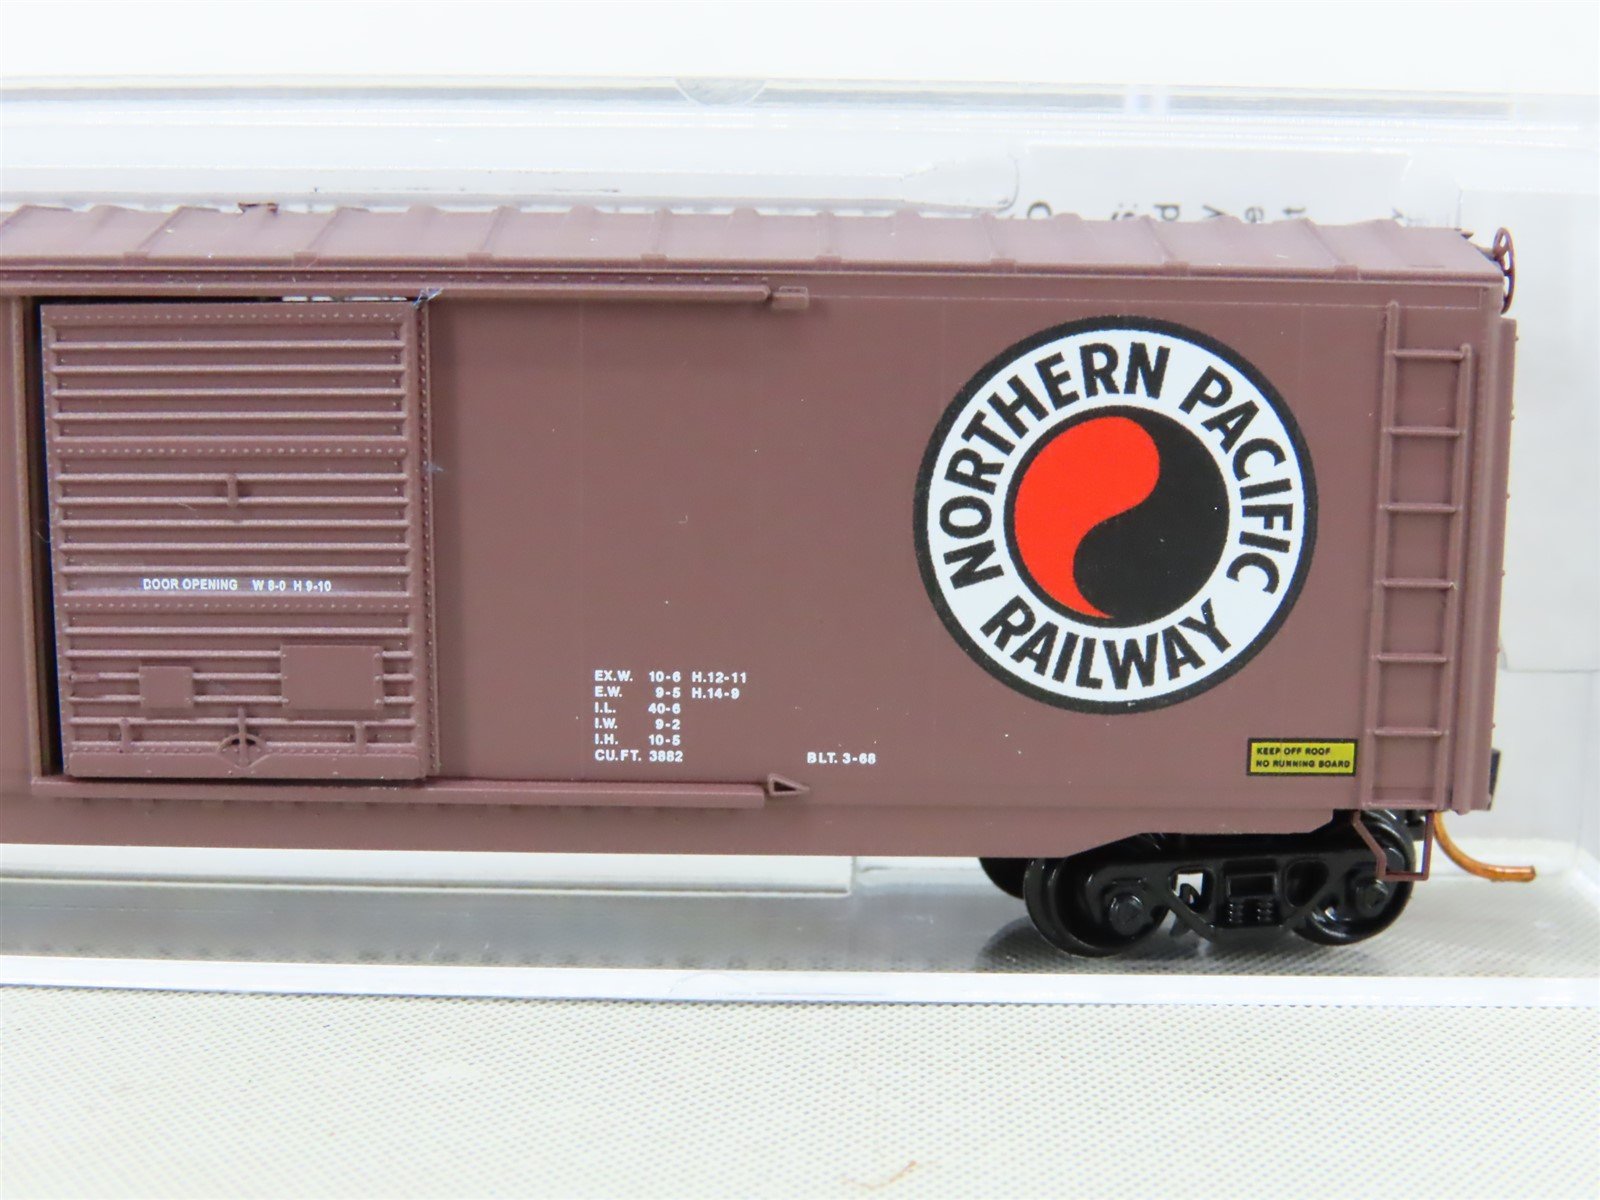 NORTHERN PACIFIC
RAILWAY
DOOR OPENING W 8-0 H 9-10
EX.W. 10-6 H.12-11
E.W. 9-5 H.14-9
I.L. 40-6
I.W. 9-2
I.H. 10-5
CU.FT. 3882
BLT. 3-68
KEEP OFF ROOF
NO RUNNING BOARD